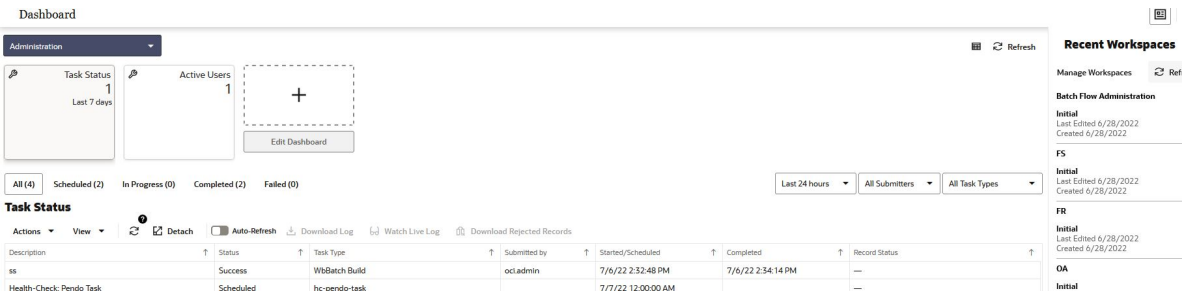 Dashboard
Administration
Refresh
Task Status
1
Last 7 days
Active Users
1
+
Edit Dashboard
All (4) Scheduled (2) In Progress (0) Completed (2) Failed (0)
Last 24 hours All Submitters All Task Types
Task Status
Actions View ? Detach Auto-Refresh Download Log Watch Live Log Download Rejected Records
Description Status Task Type Submitted by Started/Scheduled Completed Record Status
ss Success WbBatch Build oci.admin 7/6/22 2:32:48 PM 7/6/22 2:34:14 PM —
Health-Check: Pendo Task Scheduled hc-pendo-task 7/7/22 12:00:00 AM —
Recent Workspaces
Manage Workspaces Ref
Batch Flow Administration
Initial
Last Edited 6/28/2022
Created 6/28/2022
FS
Initial
Last Edited 6/28/2022
Created 6/28/2022
FR
Initial
Last Edited 6/28/2022
Created 6/28/2022
OA
Initial